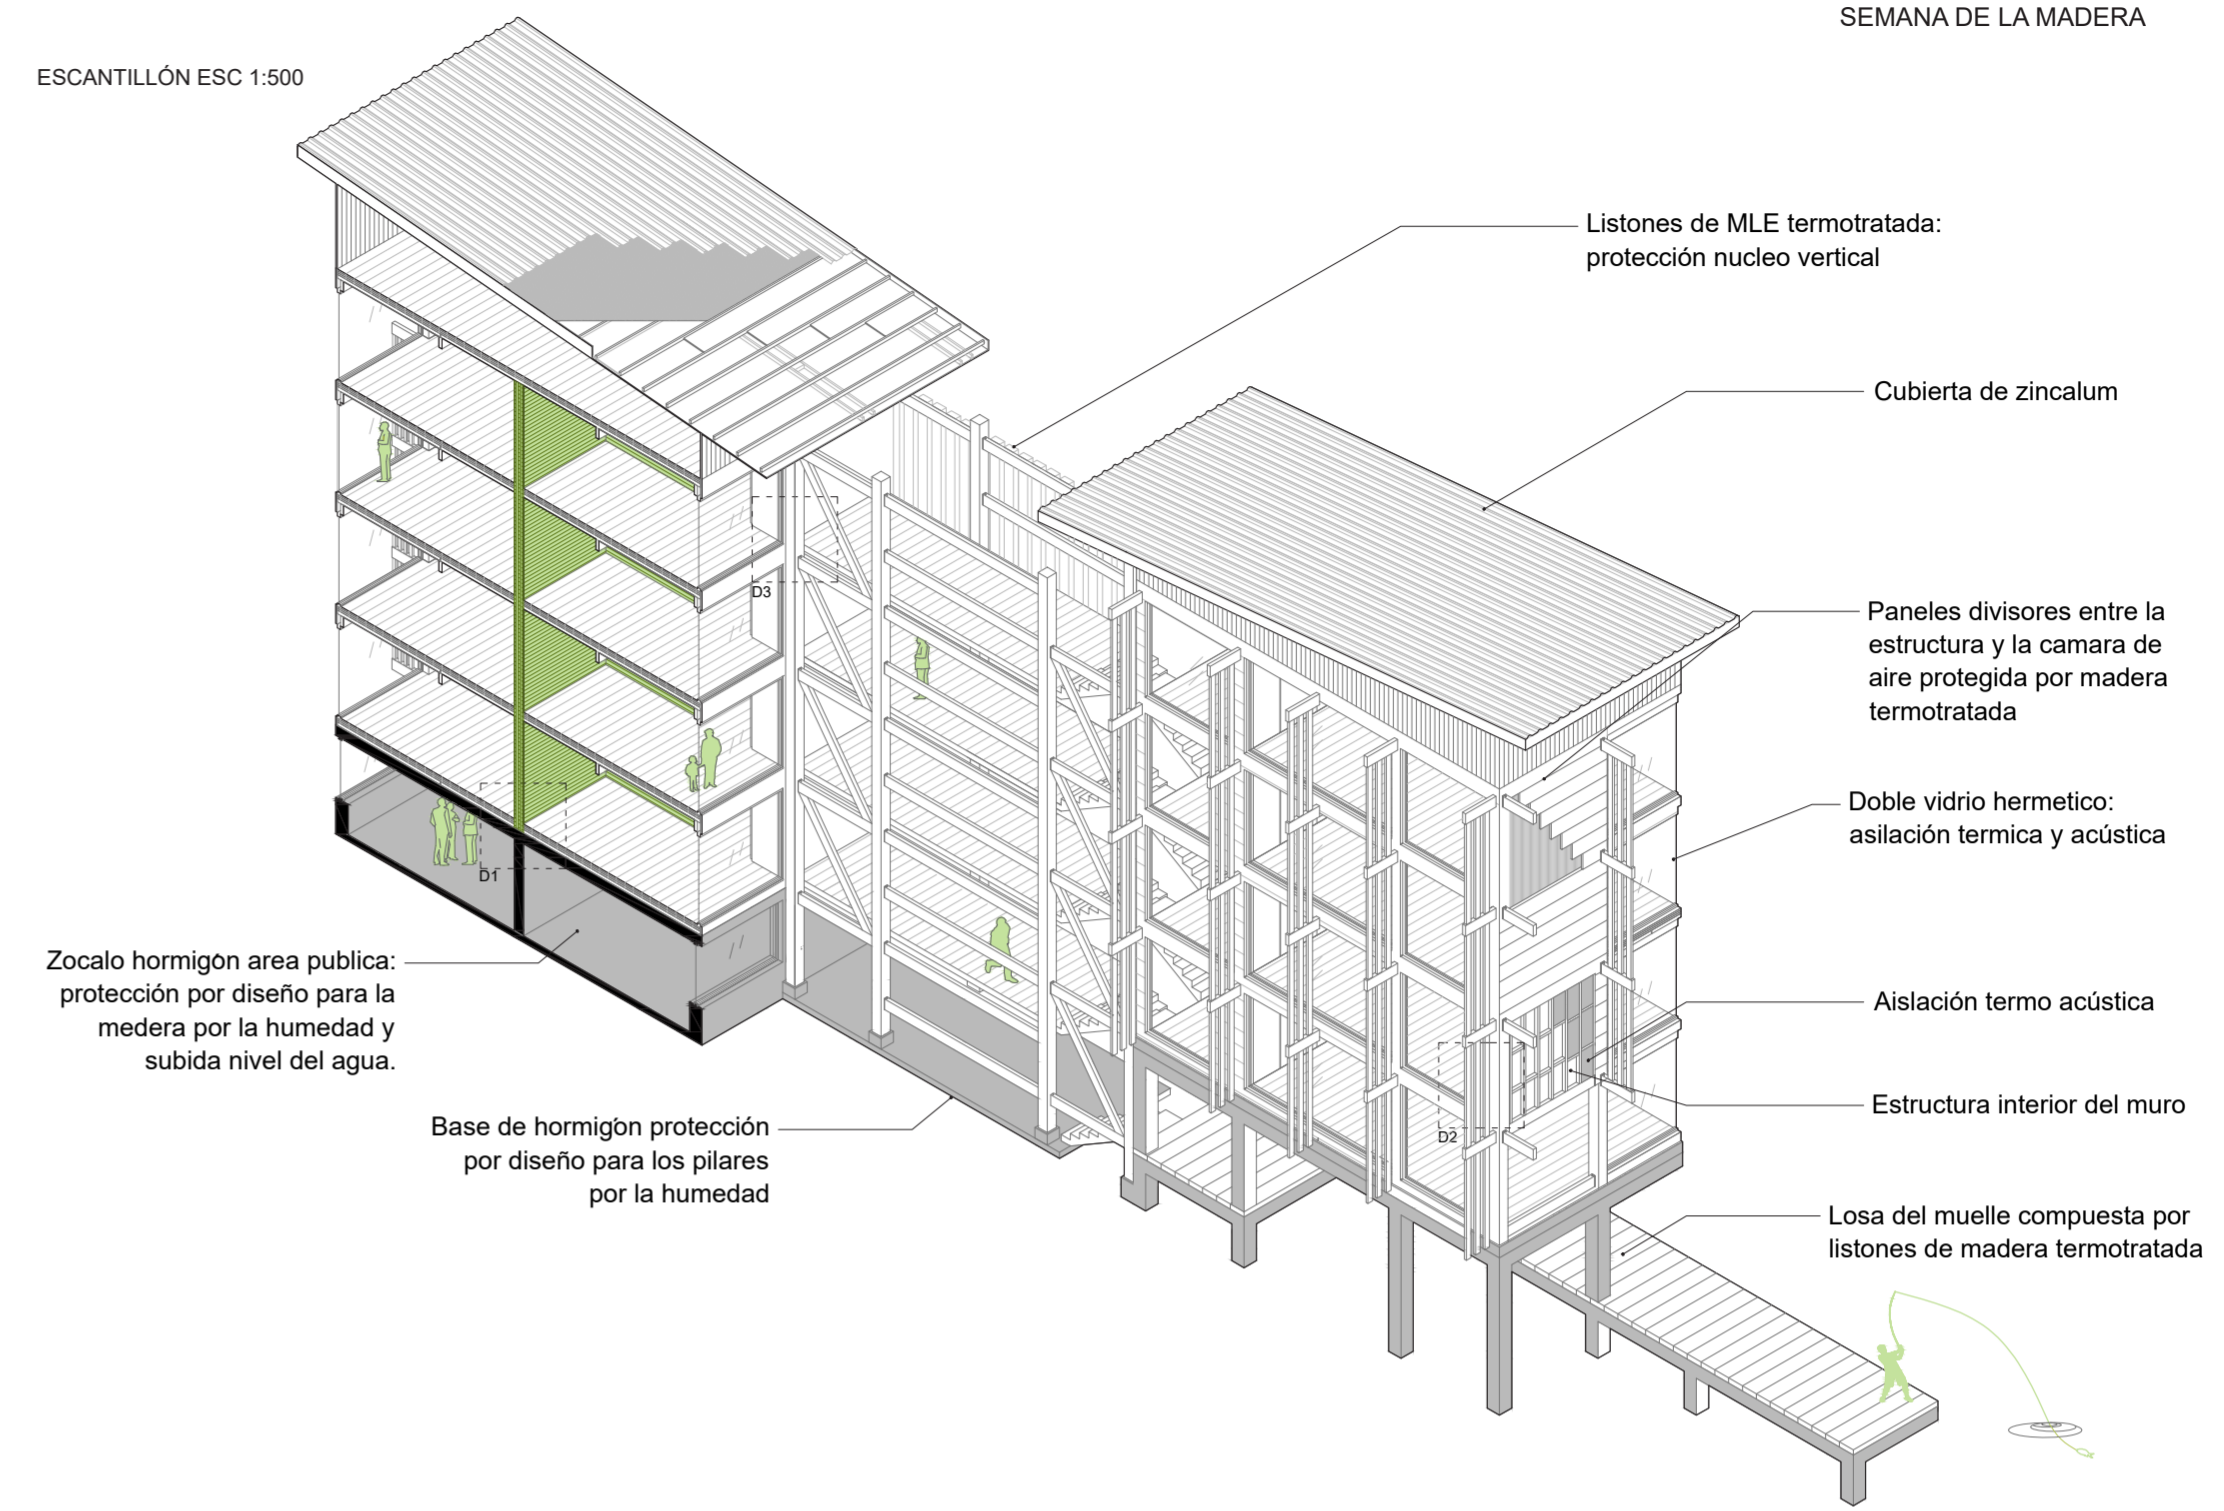 SEMANA DE LA MADERA
ESCANTILLÓN ESC 1:500
Listones de MLE termotratada:
protección nucleo vertical
Cubierta de zincalum
Paneles divisores entre la
estructura y la camara de
aire protegida por madera
termotratada
Doble vidrio hermetico:
asilación termica y acústica
Aislación termo acústica
Estructura interior del muro
Losa del muelle compuesta por
listones de madera termotratada
D3
D1
D2
Zocalo hormigón area publica:
protección por diseño para la
medera por la humedad y
subida nivel del agua.
Base de hormigón protección
por diseño para los pilares
por la humedad